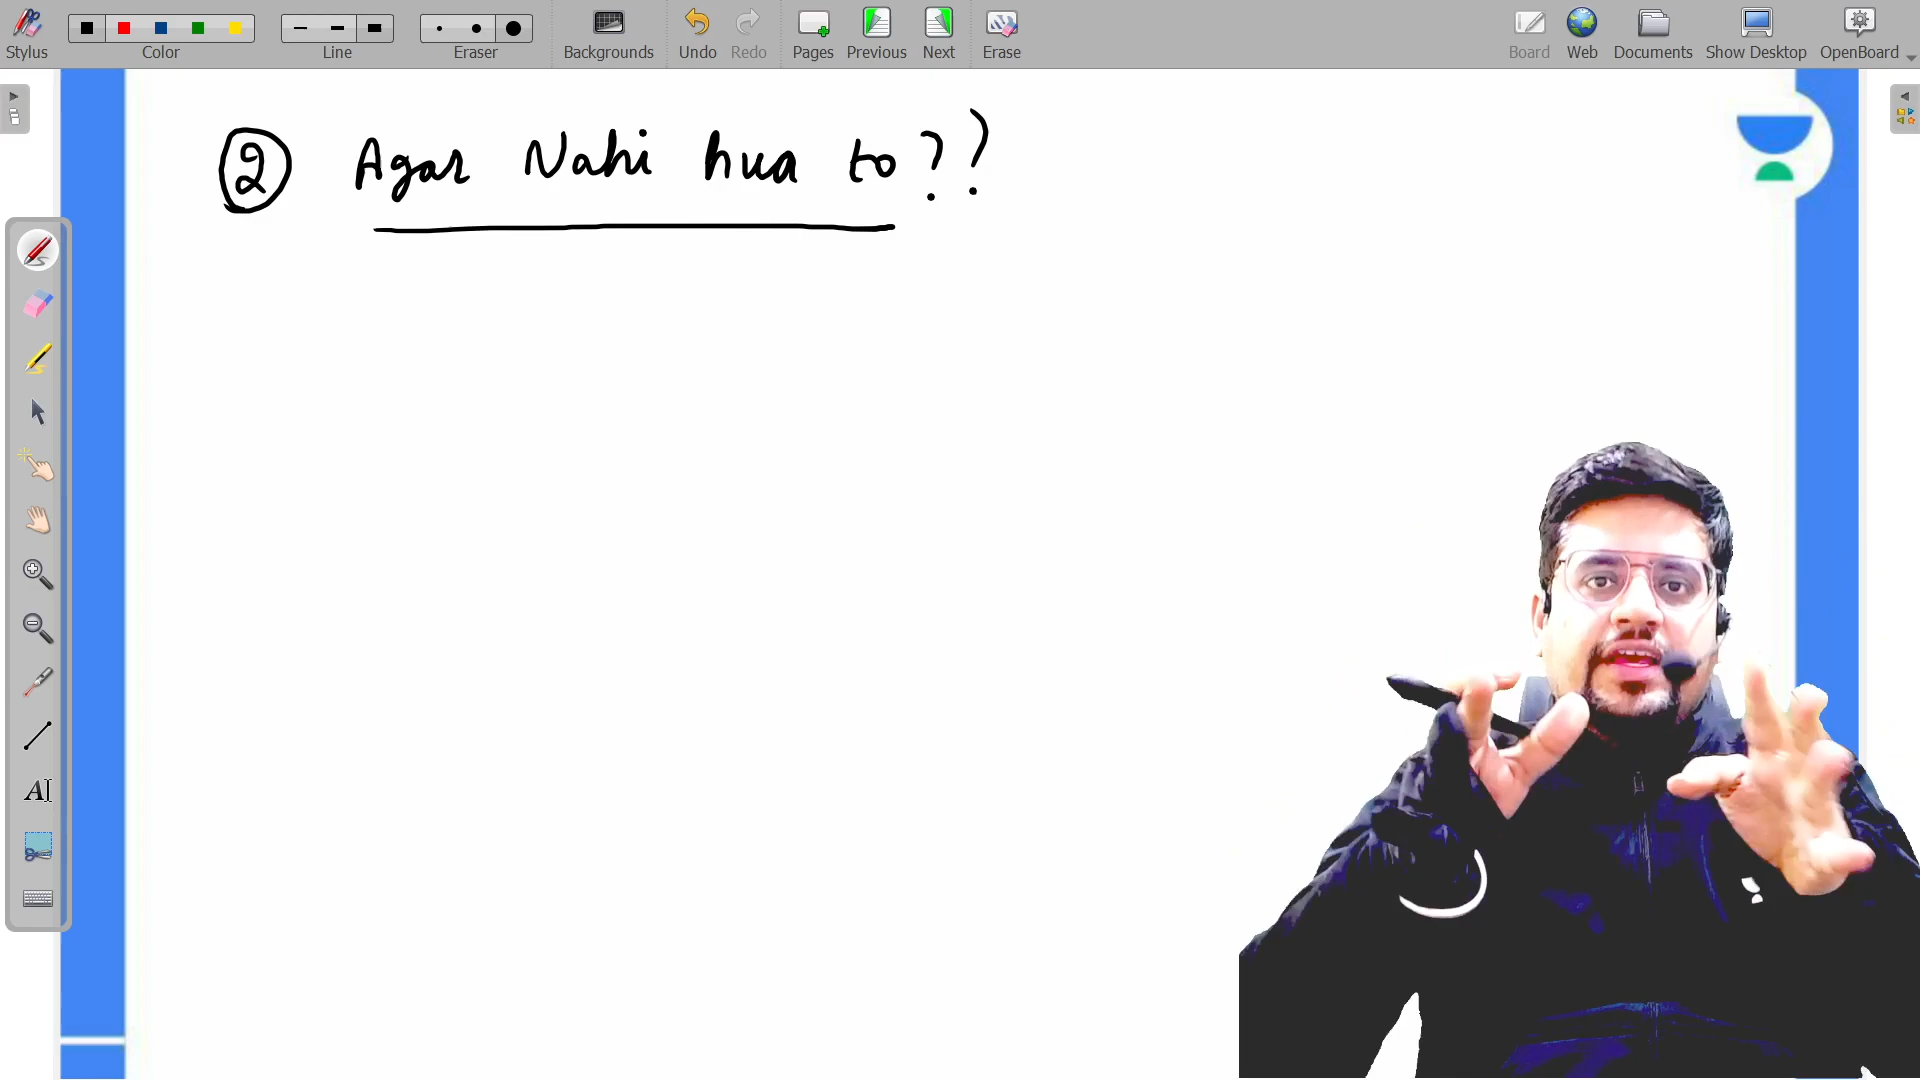 Stylus
Color
Line
Eraser
Backgrounds
Undo
Redo
Pages
Previous
Next
Erase
Board
Web
Documents
Show Desktop
OpenBoard
② Agar Nahi hua to??